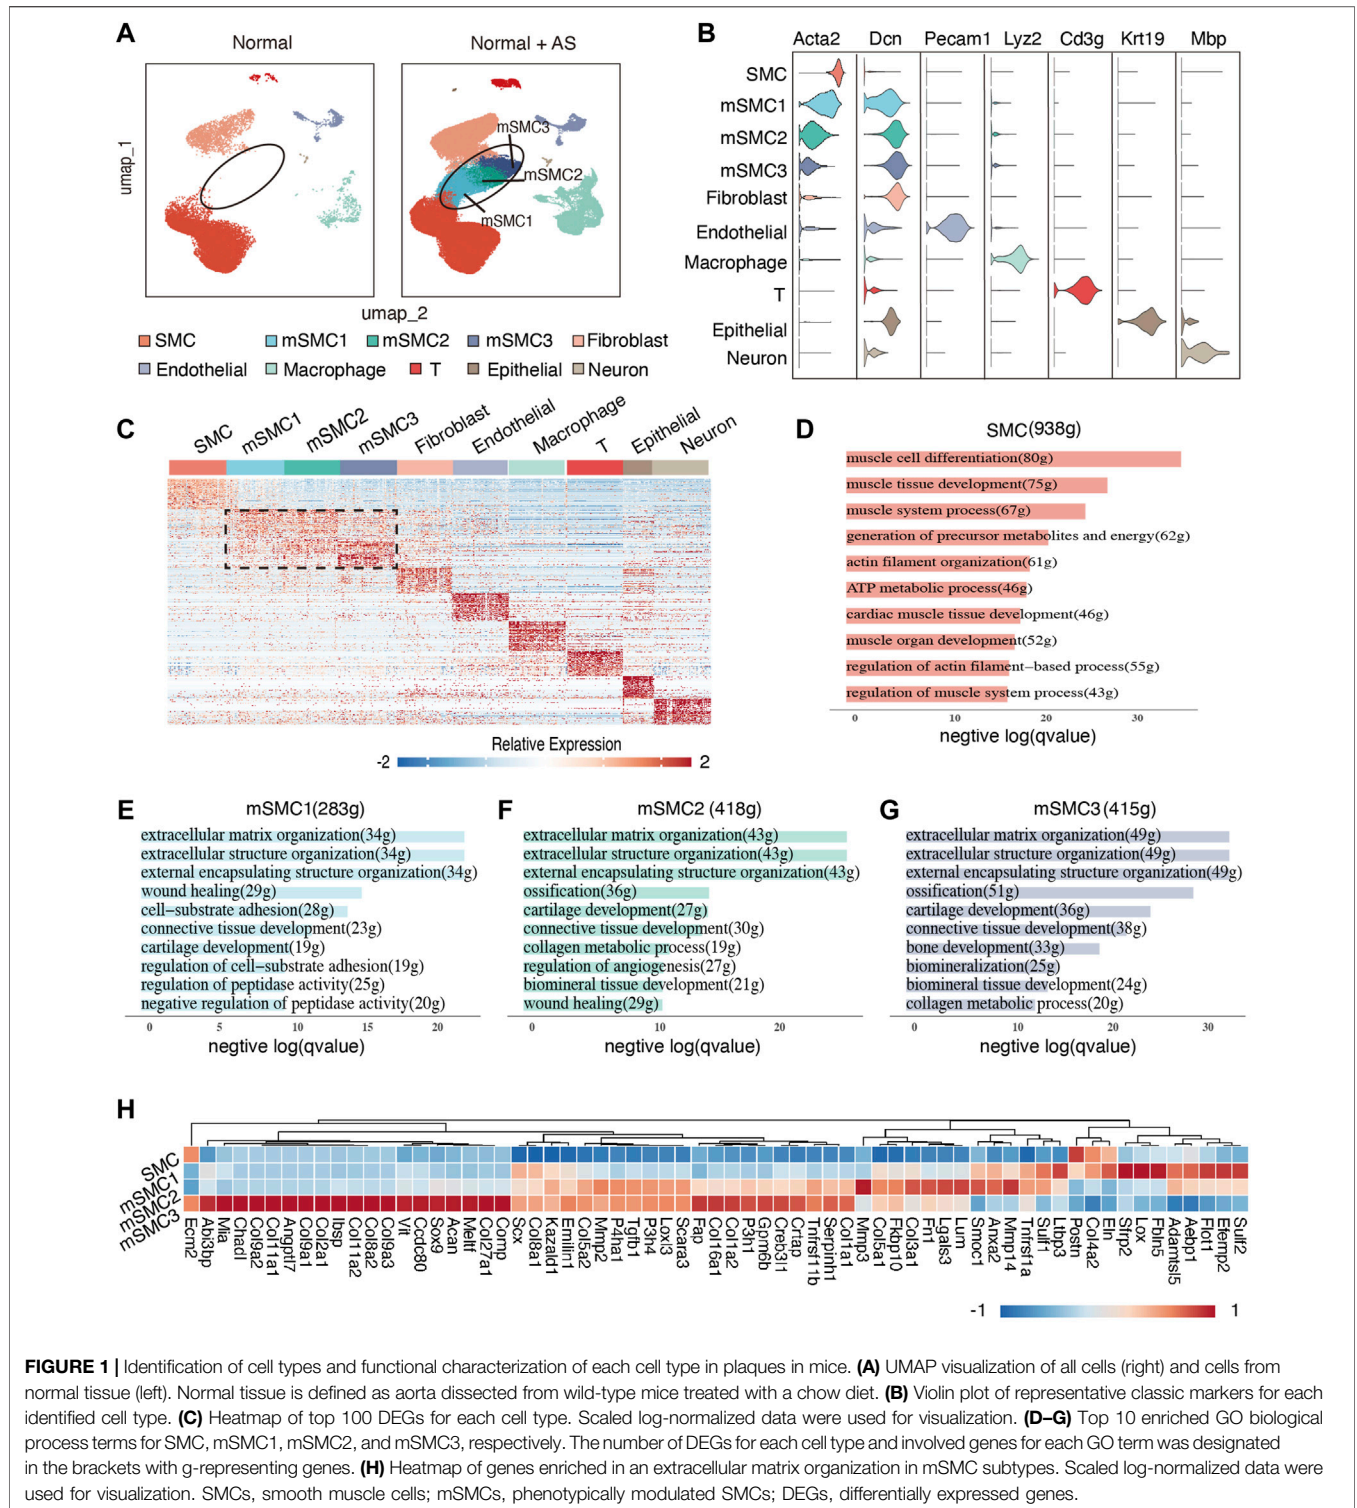 A
Normal
Normal + AS
umap_1
mSMC3
mSMC2
mSMC1
umap_2
SMC
mSMC1
mSMC2
mSMC3
Fibroblast
Endothelial
Macrophage
T
Epithelial
Neuron
B
Acta2 Dcn Pecam1 Lyz2 Cd3g Krt19 Mbp
SMC
mSMC1
mSMC2
mSMC3
Fibroblast
Endothelial
Macrophage
T
Epithelial
Neuron
C
SMC mSMC1 mSMC2 mSMC3 Fibroblast Endothelial Macrophage T Epithelial Neuron
Relative Expression
-2 2
D
SMC(938g)
muscle cell differentiation(80g)
muscle tissue development(75g)
muscle system process(67g)
generation of precursor metabolites and energy(62g)
actin filament organization(61g)
ATP metabolic process(46g)
cardiac muscle tissue development(46g)
muscle organ development(52g)
regulation of actin filament−based process(55g)
regulation of muscle system process(43g)
0 10 20 30
negtive log(qvalue)
E
mSMC1(283g)
extracellular matrix organization(34g)
extracellular structure organization(34g)
external encapsulating structure organization(34g)
wound healing(29g)
cell−substrate adhesion(28g)
connective tissue development(23g)
cartilage development(19g)
regulation of cell−substrate adhesion(19g)
regulation of peptidase activity(25g)
negative regulation of peptidase activity(20g)
0 5 10 15 20
negtive log(qvalue)
F
mSMC2 (418g)
extracellular matrix organization(43g)
extracellular structure organization(43g)
external encapsulating structure organization(43g)
ossification(36g)
cartilage development(27g)
connective tissue development(30g)
collagen metabolic process(19g)
regulation of angiogenesis(27g)
biomineral tissue development(21g)
wound healing(29g)
0 10 20
negtive log(qvalue)
G
mSMC3(415g)
extracellular matrix organization(49g)
extracellular structure organization(49g)
external encapsulating structure organization(49g)
ossification(51g)
cartilage development(36g)
connective tissue development(38g)
bone development(33g)
biomineralization(25g)
biomineral tissue development(24g)
collagen metabolic process(20g)
0 10 20 30
negtive log(qvalue)
H
SMC
mSMC1
mSMC2
mSMC3
Ecm2 Abi3bp Mia Chadl Col9a2 Col11a1 Angptl7 Col9a1 Col2a1 Ibsp Col11a2 Col8a2 Col9a3 Vit Ccdc80 Sox9 Acan Meltf Col27a1 Comp Scx Col8a1 Kazald1 Emilin1 Col5a2 Mmp2 P4ha1 Tgfb1 P3h4 Loxl3 Scara3 Fap Col16a1 Col1a2 P3h1 Gpm6b Creb3l1 Crtap Tnfrsf11b Serpinh1 Col1a1 Mmp3 Col5a1 Fkbp10 Col3a1 Fn1 Lgals3 Lum Smoc1 Anxa2 Mmp14 Tnfrsf1a Sulf1 Ltbp3 Postn Col4a2 Eln Sfrp2 Lox Fbln5 Adamtsl5 Aebp1 Flot1 Efemp2 Sulf2
-1 1
FIGURE 1 | Identification of cell types and functional characterization of each cell type in plaques in mice. (A) UMAP visualization of all cells (right) and cells from
normal tissue (left). Normal tissue is defined as aorta dissected from wild-type mice treated with a chow diet. (B) Violin plot of representative classic markers for each
identified cell type. (C) Heatmap of top 100 DEGs for each cell type. Scaled log-normalized data were used for visualization. (D–G) Top 10 enriched GO biological
process terms for SMC, mSMC1, mSMC2, and mSMC3, respectively. The number of DEGs for each cell type and involved genes for each GO term was designated
in the brackets with g-representing genes. (H) Heatmap of genes enriched in an extracellular matrix organization in mSMC subtypes. Scaled log-normalized data were
used for visualization. SMCs, smooth muscle cells; mSMCs, phenotypically modulated SMCs; DEGs, differentially expressed genes.